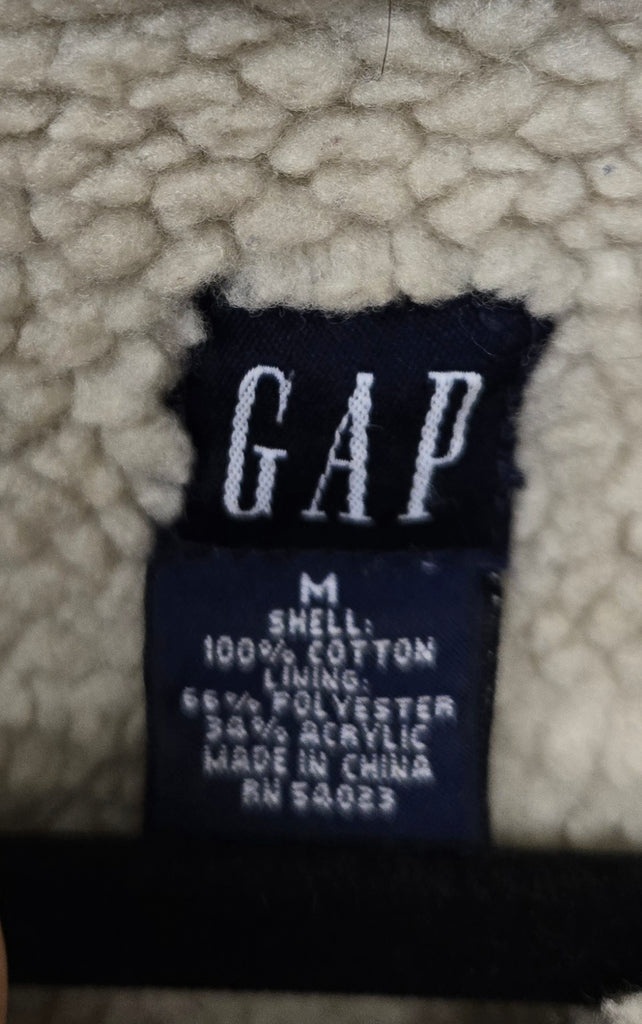 GAP
M
SHELL:
100% COTTON
LINING:
66% POLYESTER
34% ACRYLIC
MADE IN CHINA
RN 54023